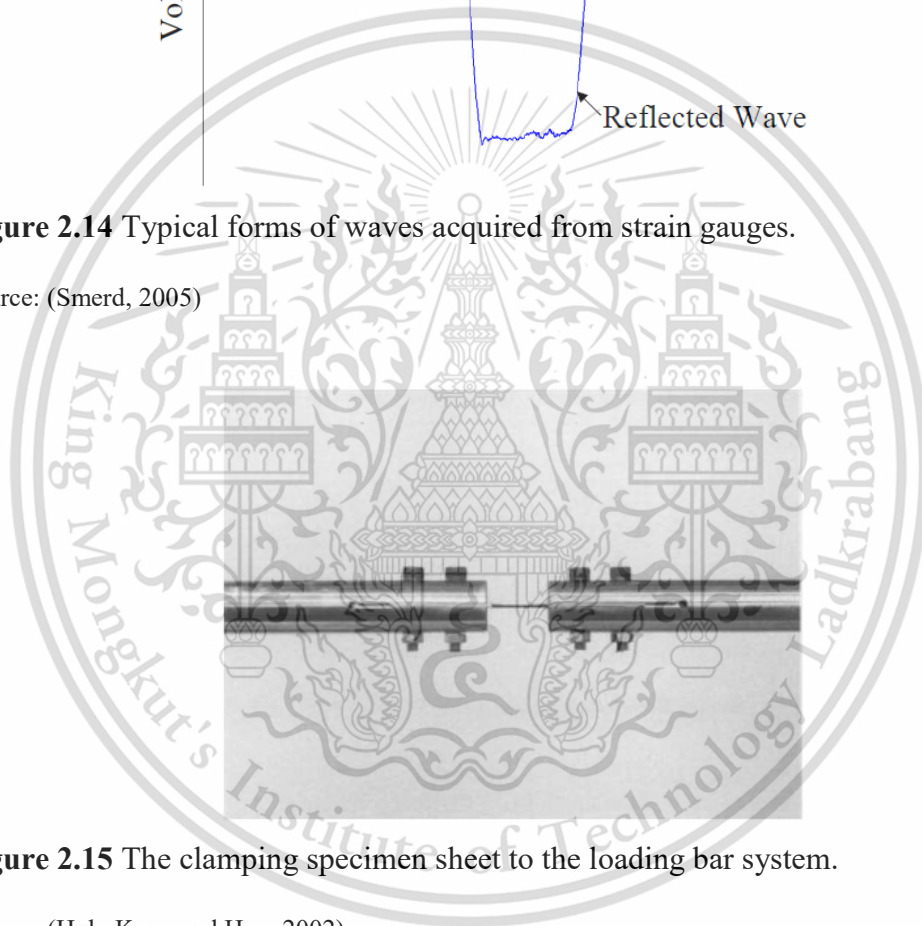 Reflected Wave
gure 2.14 Typical forms of waves acquired from strain gauges.
rce: (Smerd, 2005)
King Mongkut's Institute of Technology Ladkrabang
gure 2.15 The clamping specimen sheet to the loading bar system.
2002)